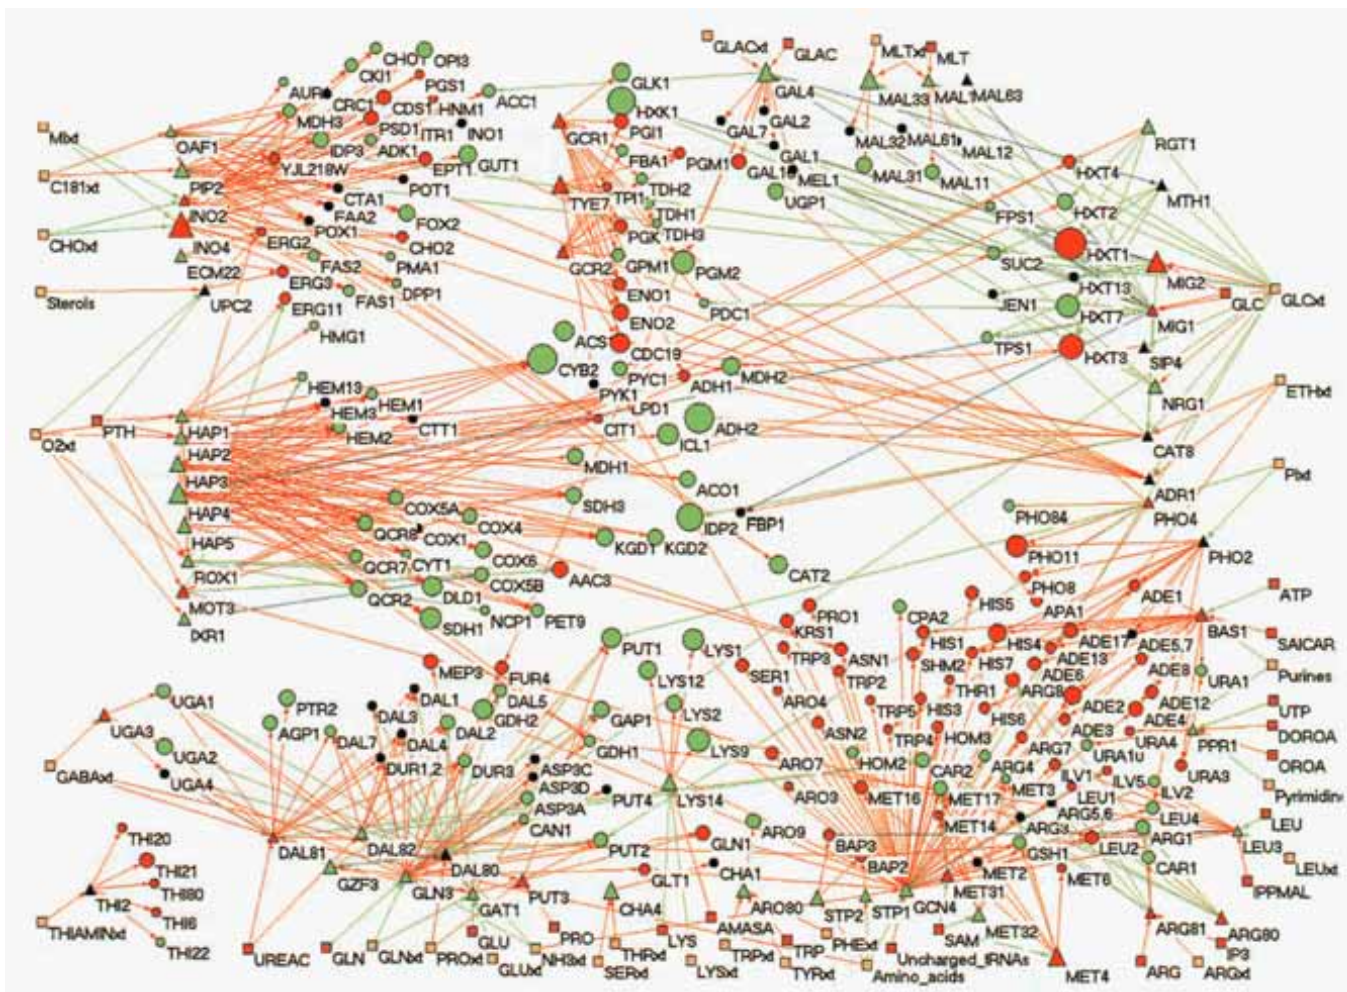 GLACxt
GLAC
MLTxt
MLT
CHO1
OPI3
CKI1
PGS1
AUR
CRC1
CDS1
HNM1
ACC1
GLK1
GAL4
MAL33
MAL63
MDH3
PSD1
ITR1
INO1
HXK1
GAL7
GAL2
MAL32
MAL61
MAL12
Mixt
OAF1
IDP3
ADK1
GCR1
PGI1
GAL1
RGT1
YJL218W
EPT1
GUT1
FBA1
PGM1
MEL1
MAL31
MAL11
HXT4
C181xt
PIP2
CTA1
POT1
TYE7
TPI1
TDH2
UGP1
MTH1
INO2
FAA2
FOX2
TDH1
FPS1
HXT2
CHOxt
POX1
INO4
ERG2
CHO2
PGK
TDH3
HXT1
ECM22
FAS2
PMA1
GCR2
GPM1
PGM2
SUC2
MIG2
ERG3
DPP1
HXT13
Sterols
UPC2
FAS1
ENO1
PDC1
JEN1
GLC
GLCxt
ERG11
HXT7
MIG1
HMG1
ENO2
ACS1
TPS1
SIP4
CDC19
HXT3
CYB2
PYC1
ADH1
MDH2
HEM13
PYK1
ETHxt
HEM3
HEM1
LPD1
NRG1
PTH
HAP1
HEM2
CTT1
CIT1
ADH2
O2xt
HAP2
ICL1
CAT8
HAP3
MDH1
Pixt
ACO1
ADR1
HAP4
COX5A
SDH3
PHO84
PHO4
QCR8
COX4
IDP2
FBP1
HAP5
COX1
KGD1
KGD2
PHO11
PHO2
ROX1
QCR7
CYT1
COX6
CAT2
AAC3
PHO8
COX5B
HIS5
ADE1
ATP
MOT3
QCR2
DLD1
APA1
PRO1
CPA2
IXR1
SDH1
NCP1
PET9
KRS1
HIS1
HIS4
ADE17
ADE5,7
BAS1
SAICAR
PUT1
LYS1
TRP3
ASN1
SHM2
HIS7
ADE13
ADE8
Purines
MEP3
FUR4
LYS12
SER1
TRP2
THR1
ADE6
URA1
UGA1
DAL1
DAL5
ARO4
TRP5
HIS3
ARG8
ADE2
ADE12
UTP
PTR2
DAL3
GDH2
GAP1
LYS2
HIS6
ADE4
UGA3
AGP1
DAL7
DAL4
DAL2
ASN2
TRP4
HOM3
ADE3
DOROA
UGA2
GDH1
LYS9
ARG7
URA10
URA4
PPR1
OROA
GABAxt
DUR1,2
DUR3
ASP3C
ARO7
HOM2
CAR2
ARG4
ILV1
ILV5
URA3
UGA4
ASP3D
PUT4
LYS14
MET3
ILV2
ASP3A
ARO3
MET16
MET17
LEU1
Pyrimidin
THI20
CAN1
ARO9
MET14
ARG5,6
LEU4
LEU
DAL81
DAL82
PUT2
GLN1
BAP3
ARG3
ARG1
LEU3
THI21
DAL80
BAP2
GSH1
LEU2
GZF3
GLT1
CHA1
MET2
MET6
CAR1
LEUxt
THI80
GLN3
PUT3
MET31
IPPMAL
THI2
GAT1
CHA4
ARO80
STP2
STP1
GCN4
THI6
GLU
PRO
LYS
AMASA
MET32
ARG81
ARG80
THIAMINxt
THI22
UREAC
GLN
GLNxt
PROxt
NH3xt
THRxt
TRPxt
TRP
PHExt
SAM
IP3
GLUxt
SERxt
LYSxt
TYRxt
Amino_acids
Uncharged_tRNAs
MET4
ARG
ARGxt